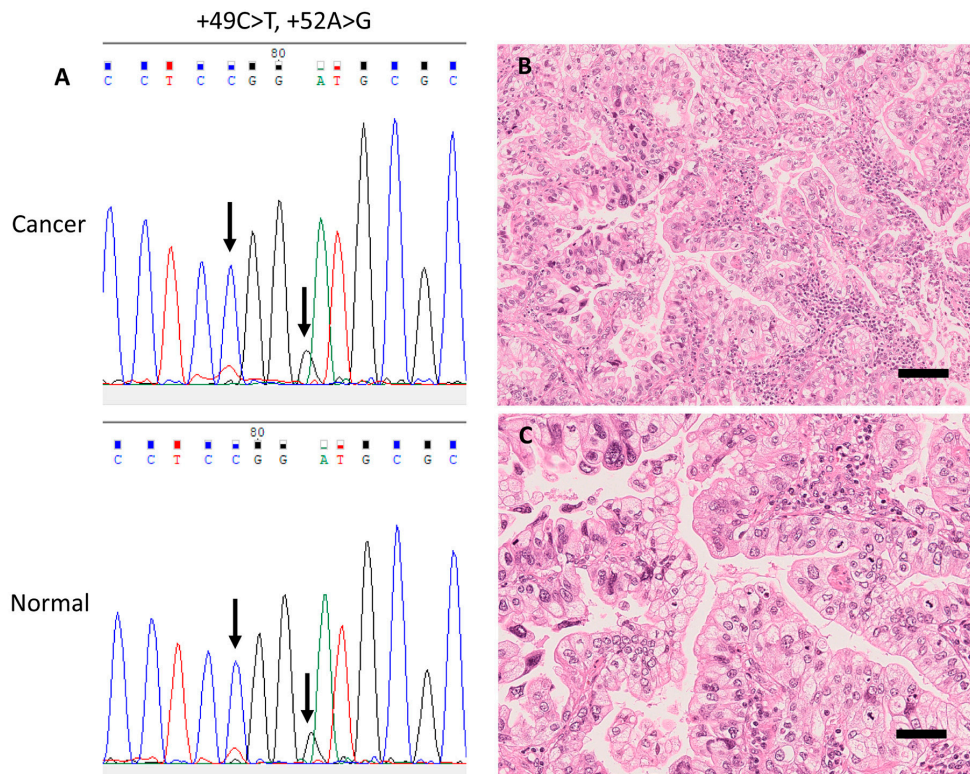 +49C>T, +52A>G
A
80
C C T C C G G A T G C G C
Cancer
80
C C T C C G G A T G C G C
Normal
B
C